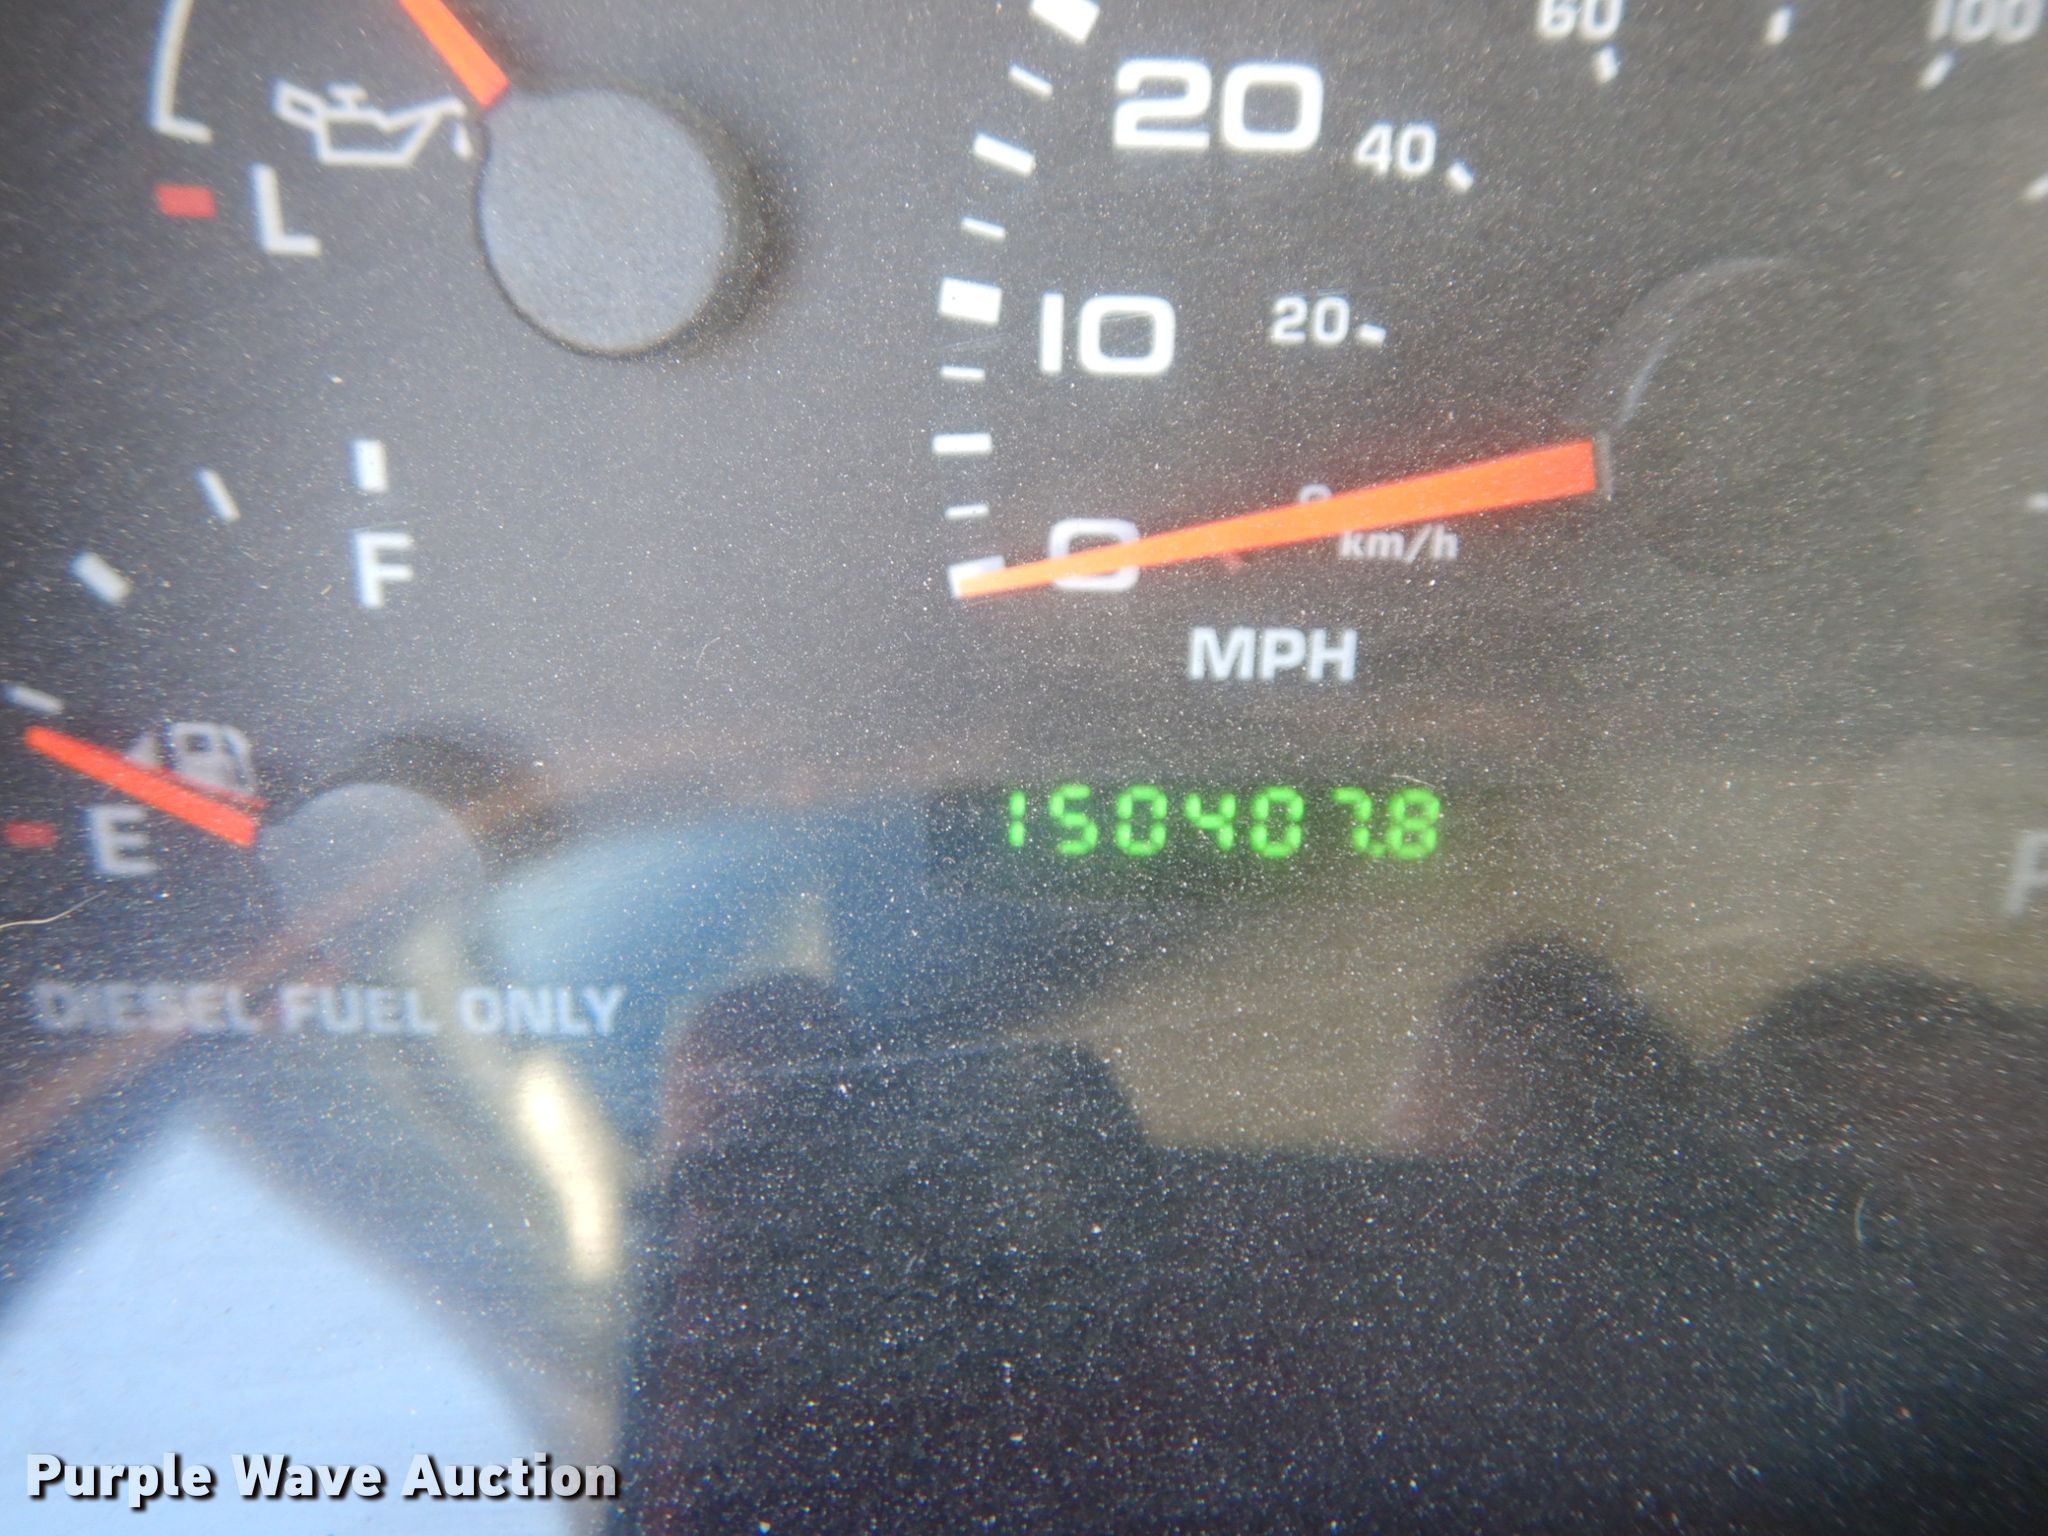 60
100
20
40
L
10
20
F
0
0
km/h
MPH
E
150407.8
DIESEL FUEL ONLY
Purple Wave Auction